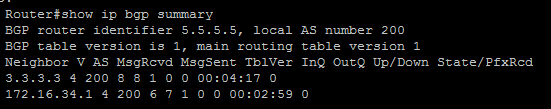 Router#show ip bgp summary
BGP router identifier 5.5.5.5, local AS number 200
BGP table version is 1, main routing table version 1
Neighbor V AS MsgRcvd MsgSent TblVer InQ OutQ Up/Down State/PfxRcd
3.3.3.3 4 200 8 8 1 0 0 00:04:17 0
172.16.34.1 4 200 6 7 1 0 0 00:02:59 0